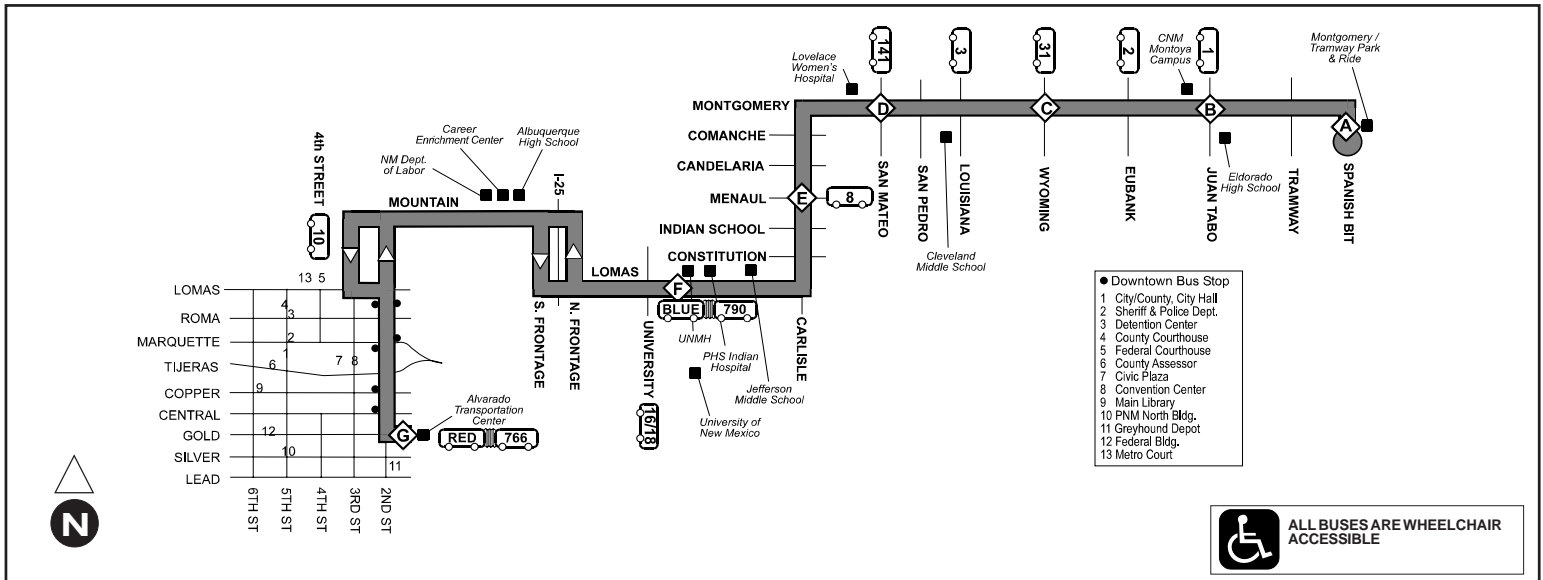 Lovelace
Women's
Hospital
141
3
31
2
CNM
Montoya
Campus
1
Montgomery /
Tramway Park
& Ride
MONTGOMERY
D
C
B
A
COMANCHE
CANDELARIA
MENAUL
E
8
INDIAN SCHOOL
CONSTITUTION
SAN MATEO
SAN PEDRO
LOUISIANA
WYOMING
EUBANK
JUAN TABO
TRAMWAY
SPANISH BIT
Cleveland
Middle School
Eldorado
High School
4th STREET
10
NM Dept.
of Labor
Career
Enrichment Center
Albuquerque
High School
I-25
MOUNTAIN
LOMAS
F
BLUE
790
UNMH
PHS Indian
Hospital
Jefferson
Middle School
University of
New Mexico
S. FRONTAGE
N. FRONTAGE
UNIVERSITY
16/18
CARLISLE
13 5
LOMAS
4
3
ROMA
2
MARQUETTE
1
TIJERAS
6
7 8
COPPER
9
CENTRAL
GOLD
12
SILVER
10
LEAD
11
6TH ST
5TH ST
4TH ST
3RD ST
2ND ST
Alvarado
Transportation
Center
G
RED
766
N
Downtown Bus Stop
1 City/County, City Hall
2 Sheriff & Police Dept.
3 Detention Center
4 County Courthouse
5 Federal Courthouse
6 County Assessor
7 Civic Plaza
8 Convention Center
9 Main Library
10 PNM North Bldg.
11 Greyhound Depot
12 Federal Bldg.
13 Metro Court
ALL BUSES ARE WHEELCHAIR
ACCESSIBLE